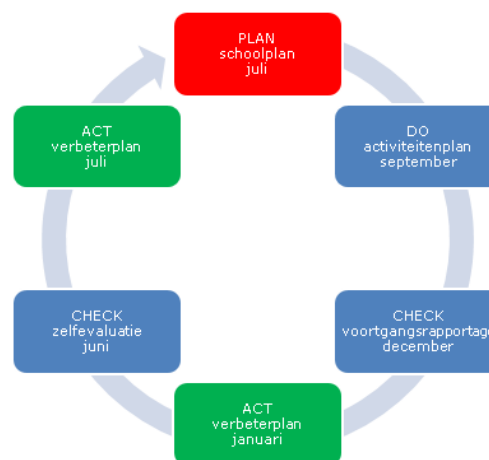 PLAN
schoolplan
juli
DO
activiteitenplan
september
CHECK
voortgangsrapportage
december
ACT
verbeterplan
januari
CHECK
zelfevaluatie
juni
ACT
verbeterplan
juli